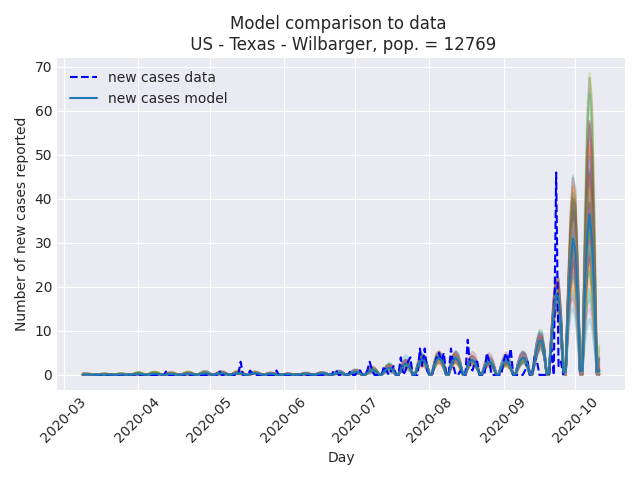 Model comparison to data
US - Texas - Wilbarger, pop. = 12769
new cases data
new cases model
Number of new cases reported
70
60
50
40
30
20
10
0
2020-03
2020-04
2020-05
2020-06
2020-07
2020-08
2020-09
2020-10
Day